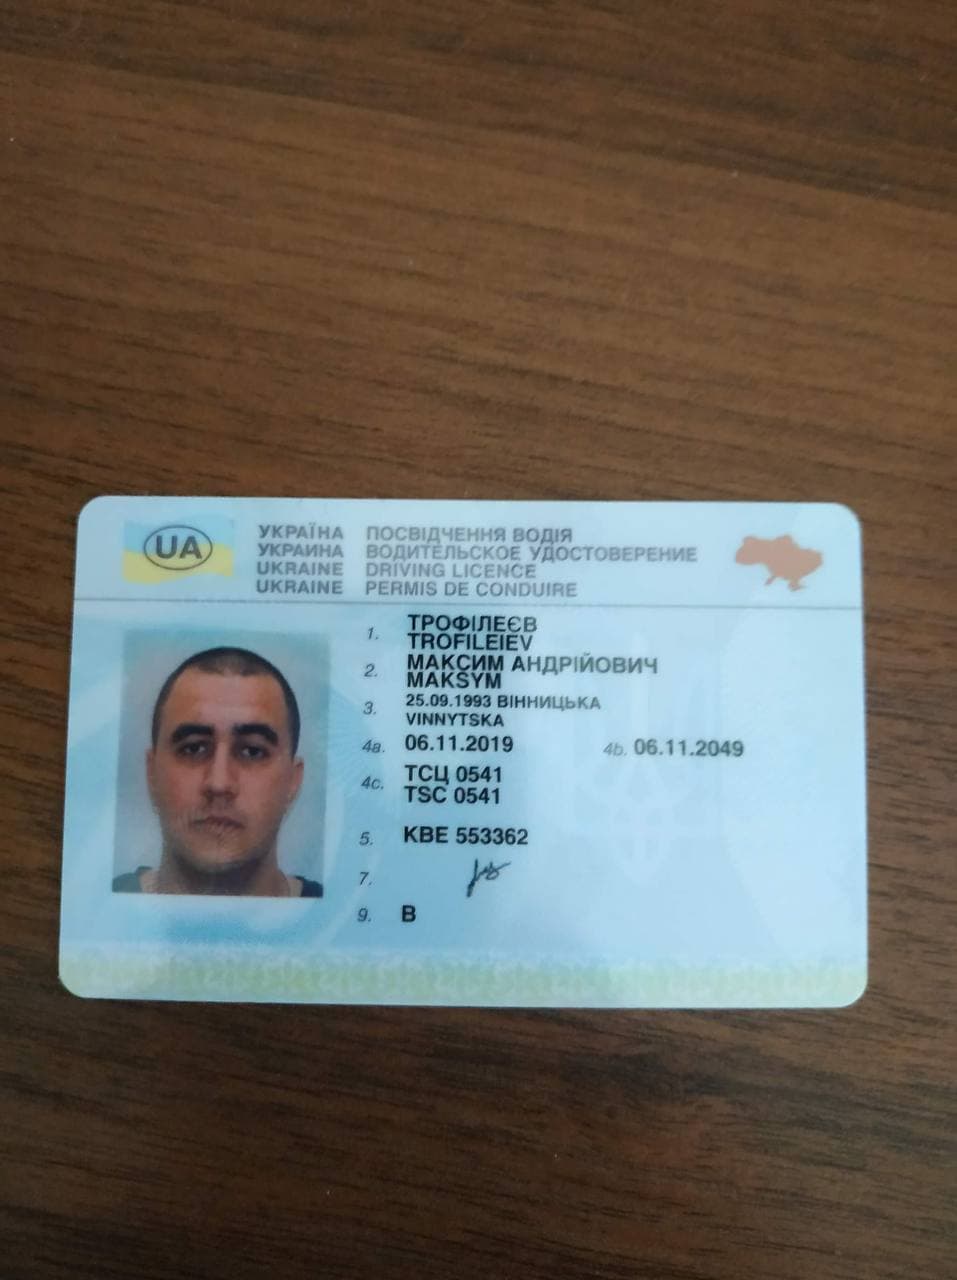 UA
УКРАЇНА ПОСВІДЧЕННЯ ВОДІЯ
УКРАИНА ВОДИТЕЛЬСКОЕ УДОСТОВЕРЕНИЕ
UKRAINE DRIVING LICENCE
UKRAINE PERMIS DE CONDUIRE
1. ТРОФІЛЕЄВ
TROFILEIEV
2. МАКСИМ АНДРІЙОВИЧ
MAKSYM
3. 25.09.1993 ВІННИЦЬКА
VINNYTSKA
4a. 06.11.2019 4b. 06.11.2049
4c. ТСЦ 0541
TSC 0541
5. KBE 553362
7.
9. B